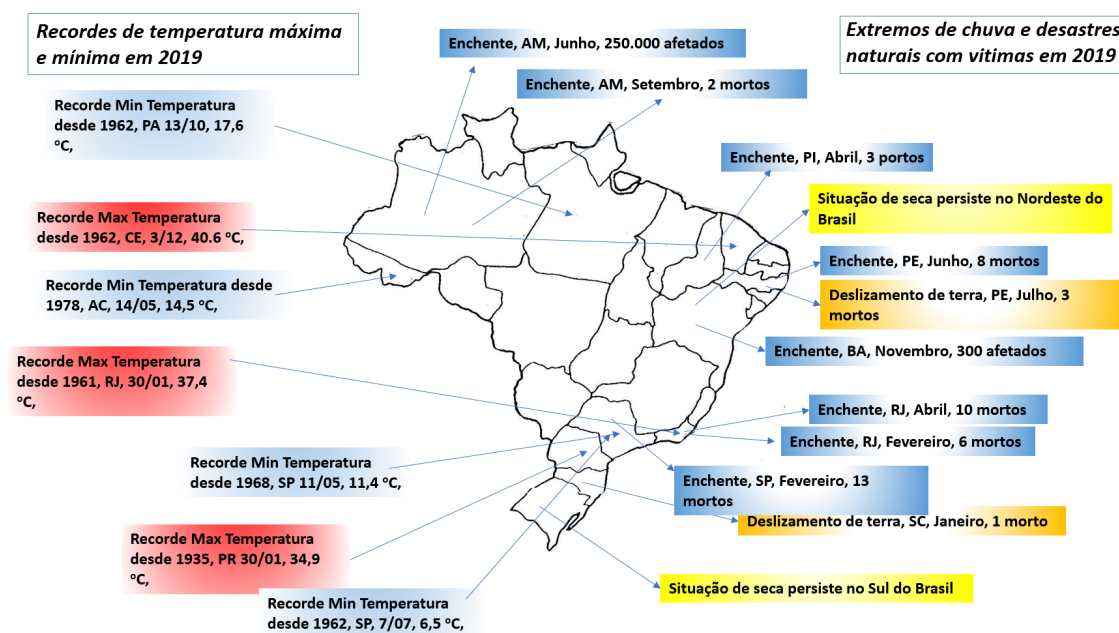 Recordes de temperatura máxima
e mínima em 2019
Extremos de chuva e desastres
naturais com vitimas em 2019
Enchente, AM, Junho, 250.000 afetados
Enchente, AM, Setembro, 2 mortos
Recorde Min Temperatura
desde 1962, PA 13/10, 17,6
ºC,
Enchente, PI, Abril, 3 portos
Situação de seca persiste no Nordeste do
Brasil
Recorde Max Temperatura
desde 1962, CE, 3/12, 40.6 ºC,
Enchente, PE, Junho, 8 mortos
Recorde Min Temperatura desde
1978, AC, 14/05, 14,5 ºC,
Deslizamento de terra, PE, Julho, 3
mortos
Enchente, BA, Novembro, 300 afetados
Recorde Max Temperatura
desde 1961, RJ, 30/01, 37,4
ºC,
Enchente, RJ, Abril, 10 mortos
Enchente, RJ, Fevereiro, 6 mortos
Recorde Min Temperatura
desde 1968, SP 11/05, 11,4 ºC,
Enchente, SP, Fevereiro, 13
mortos
Deslizamento de terra, SC, Janeiro, 1 morto
Recorde Max Temperatura
desde 1935, PR 30/01, 34,9
ºC,
Situação de seca persiste no Sul do Brasil
Recorde Min Temperatura
desde 1962, SP, 7/07, 6,5 ºC,